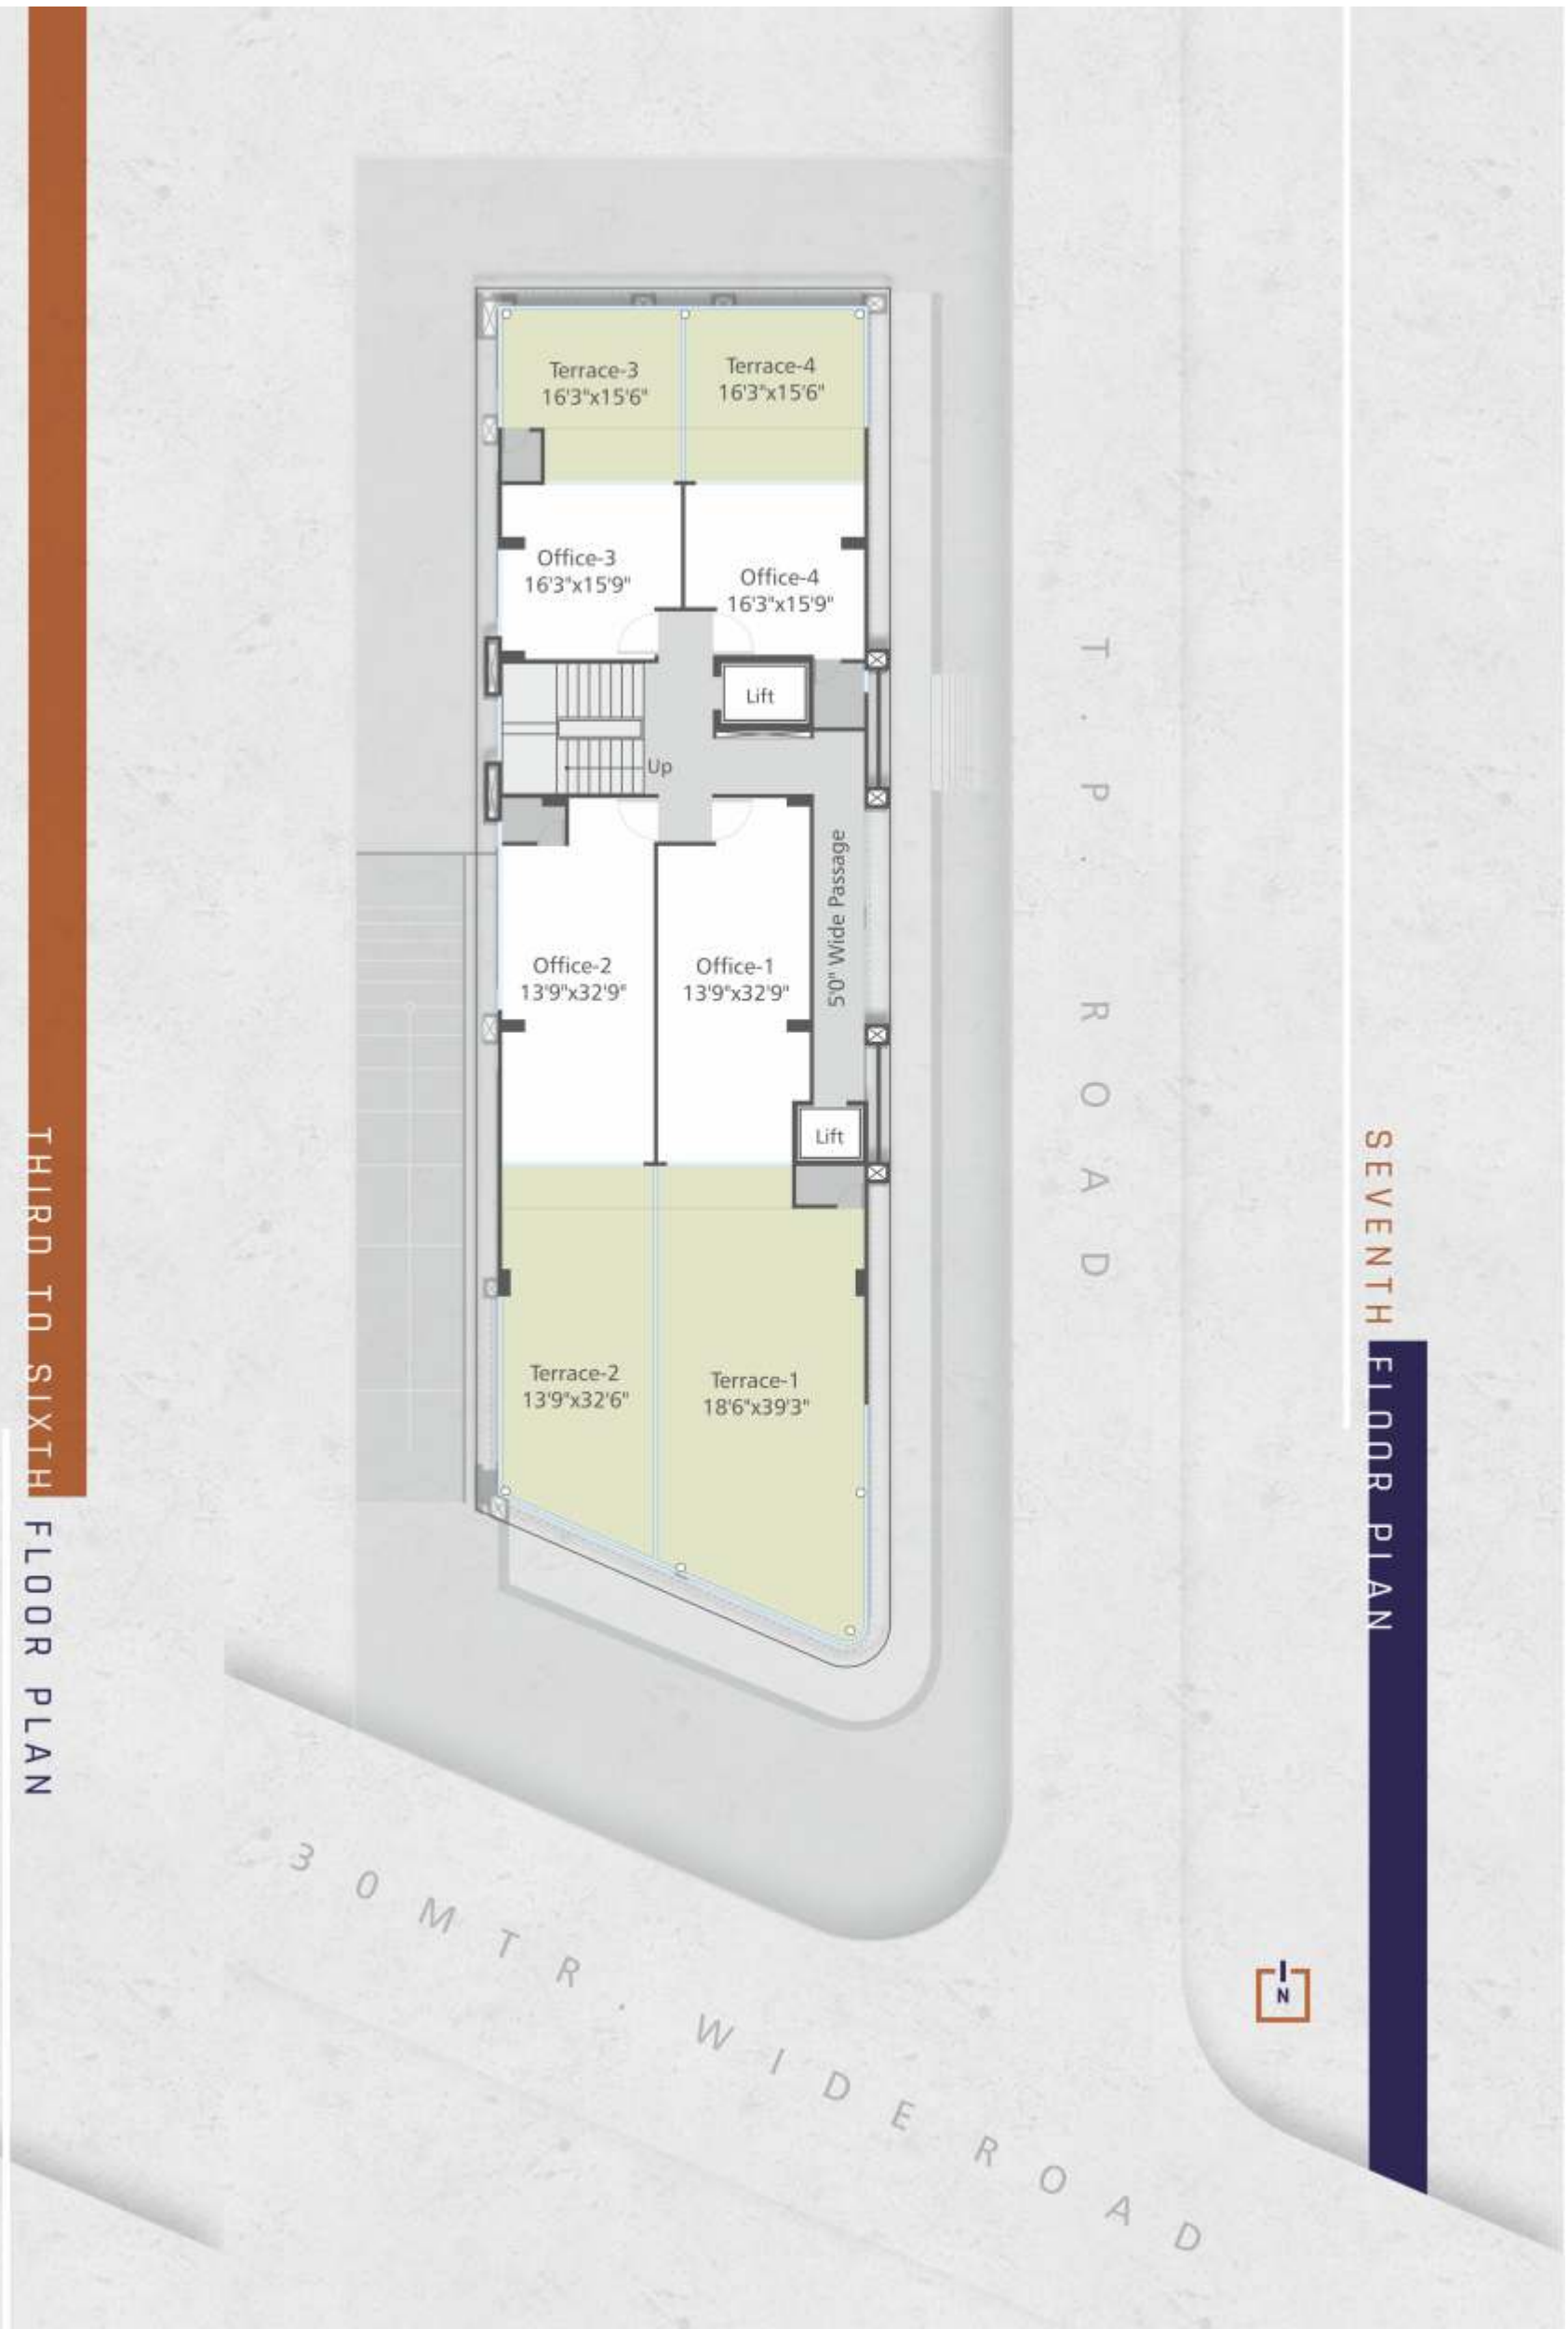 THIRD TO SIXTH FLOOR PLAN
Terrace-3
16'3"x15'6"
Terrace-4
16'3"x15'6"
Office-3
16'3"x15'9"
Office-4
16'3"x15'9"
Lift
Up
5'0" Wide Passage
Office-2
13'9"x32'9"
Office-1
13'9"x32'9"
Lift
Terrace-2
13'9"x32'6"
Terrace-1
18'6"x39'3"
T.P. ROAD
30 MTR. WIDE ROAD
SEVENTH FLOOR PLAN
N